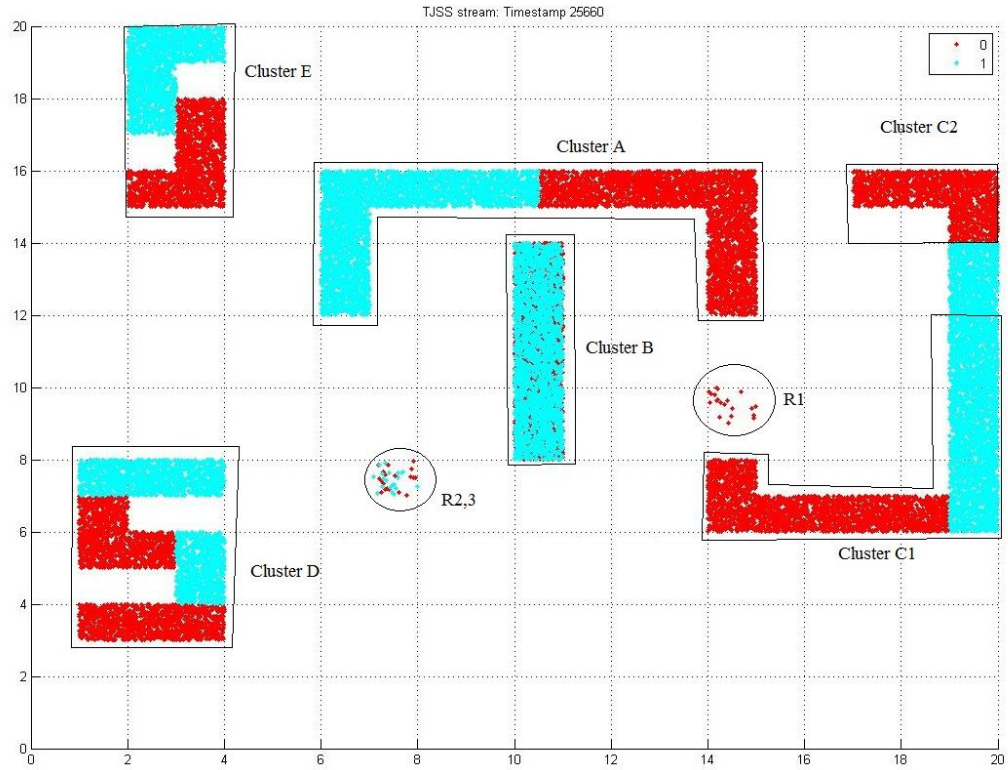 TJSS stream: Timestamp 25660
20
18
16
14
12
10
8
6
4
2
0
0
1
Cluster E
Cluster A
Cluster C2
Cluster B
R1
R2,3
Cluster D
Cluster C1
0 2 4 6 8 10 12 14 16 18 20